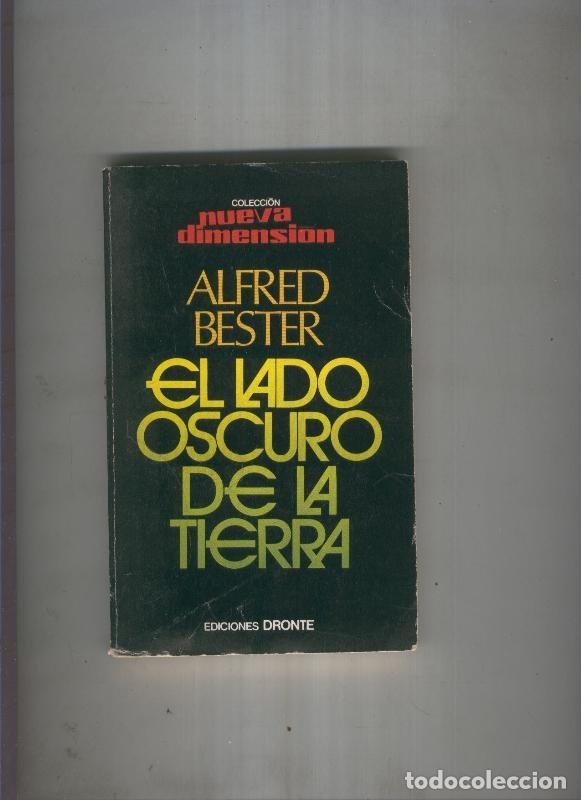 COLECCIÓN
nueva
dimension
ALFRED
BESTER
EL LADO
OSCURO
DE LA
TIERRA
EDICIONES DRONTE
todocoleccion